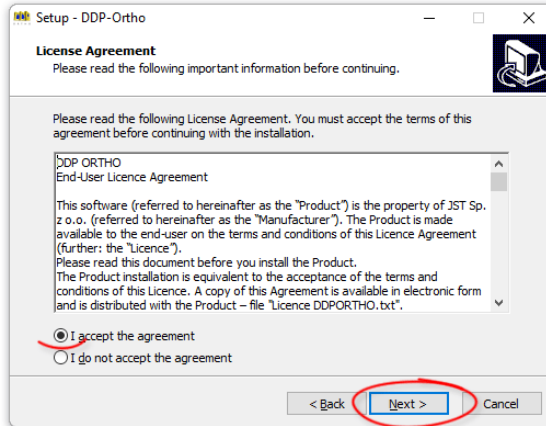 Setup - DDP-Ortho
License Agreement
Please read the following important information before continuing.
Please read the following License Agreement. You must accept the terms of this
agreement before continuing with the installation.
DDP ORTHO
End-User Licence Agreement
This software (referred to hereinafter as the "Product") is the property of JST Sp.
z o.o. (referred to hereinafter as the "Manufacturer"). The Product is made
available to the end-user on the terms and conditions of this Licence Agreement
(further: the "Licence").
Please read this document before you install the Product.
The Product installation is equivalent to the acceptance of the terms and
conditions of this Licence. A copy of this Agreement is available in electronic form
and is distributed with the Product – file "Licence DDPORTHO.txt".
I accept the agreement
I do not accept the agreement
< Back
Next >
Cancel